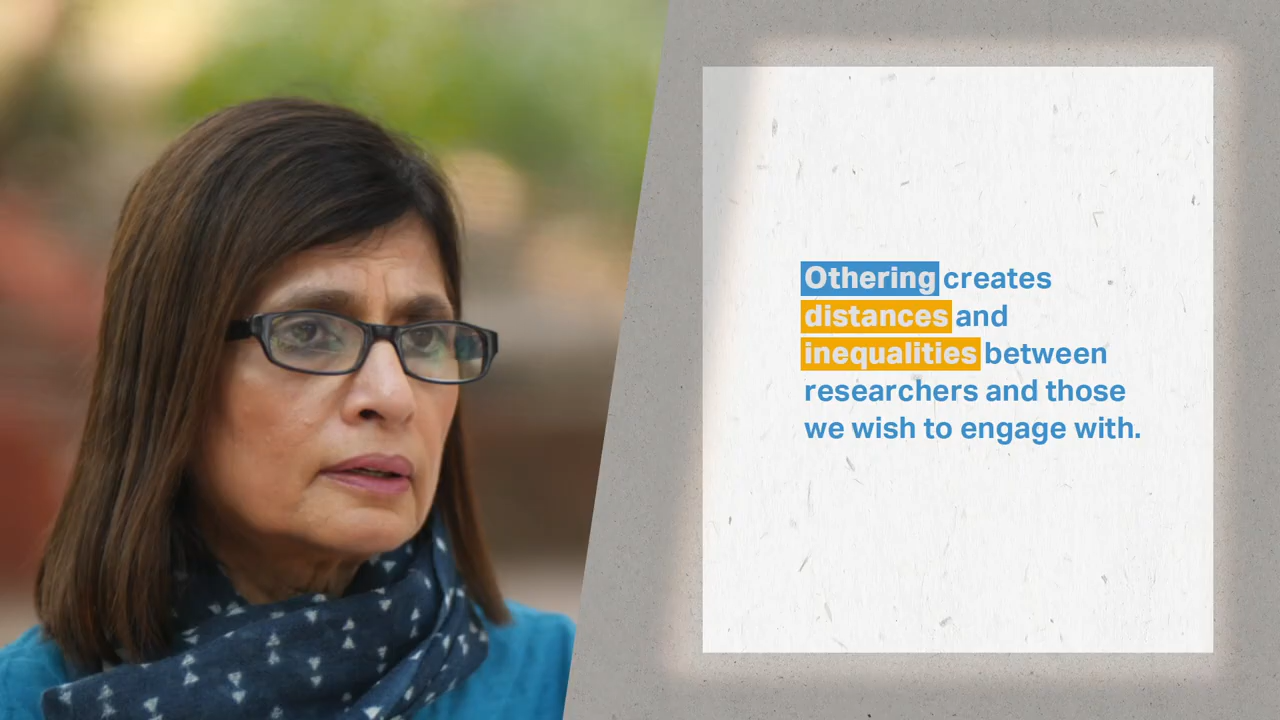 Othering creates
distances and
inequalities between
researchers and those
we wish to engage with.